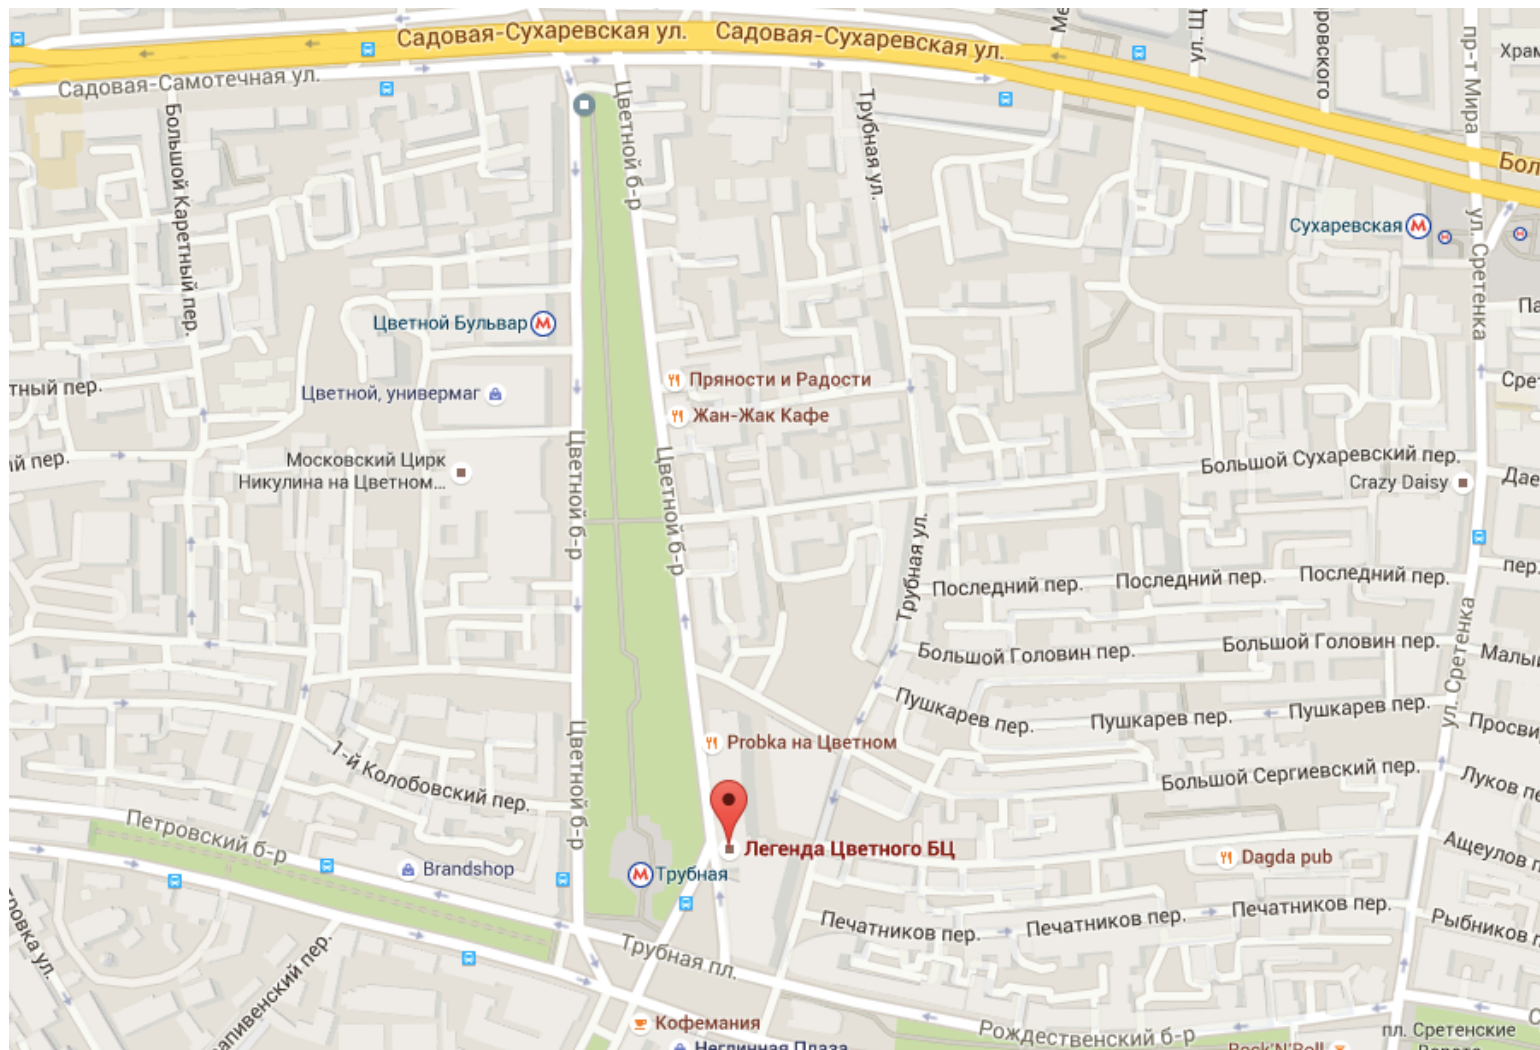 Садовая-Сухаревская ул.
Садовая-Сухаревская ул.
Садовая-Самотечная ул.
Большой Каретный пер.
Цветной б-р
Трубная ул.
пр-т Мира
Сухаревская
ул. Сретенка
Цветной Бульвар
Цветной, универмаг
Пряности и Радости
Жан-Жак Кафе
Московский Цирк
Никулина на Цветном...
Большой Сухаревский пер.
Crazy Daisy
Цветной б-р
Цветной б-р
Трубная ул.
Последний пер.
Последний пер.
Последний пер.
пер.
Большой Головин пер.
Большой Головин пер.
ул. Сретенка
Пушкарев пер.
Пушкарев пер.
Пушкарев пер.
Probka на Цветном
Цветной б-р
1-й Колобовский пер.
Большой Сергиевский пер.
Петровский б-р
Легенда Цветного БЦ
Brandshop
Трубная
Dagda pub
Печатников пер.
Печатников пер.
Печатников пер.
Трубная пл.
Кофемания
Рождественский б-р
пл. Сретенские
Неглинная Плаза